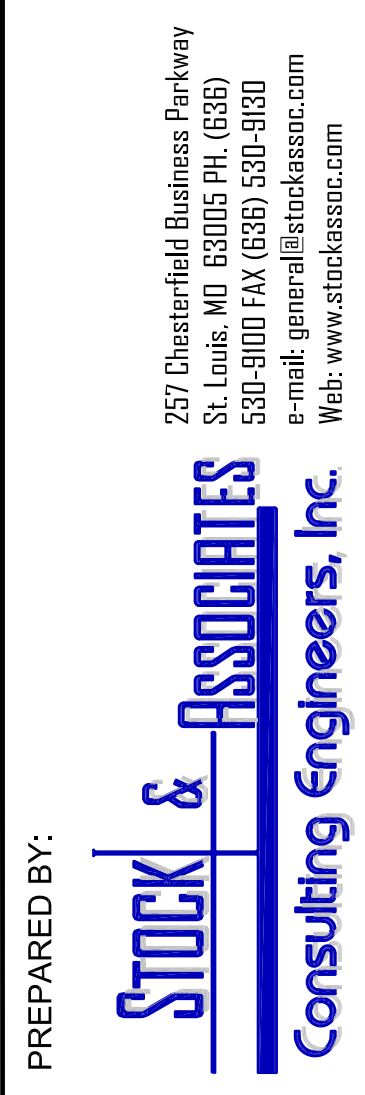 PREPARED BY:
STOCK & ASSOCIATES
Consulting Engineers, Inc.
257 Chesterfield Business Parkway
St. Louis, MO 63005 PH. (636)
530-9100 FAX (636) 530-9130
e-mail: general@stockassoc.com
Web: www.stockassoc.com